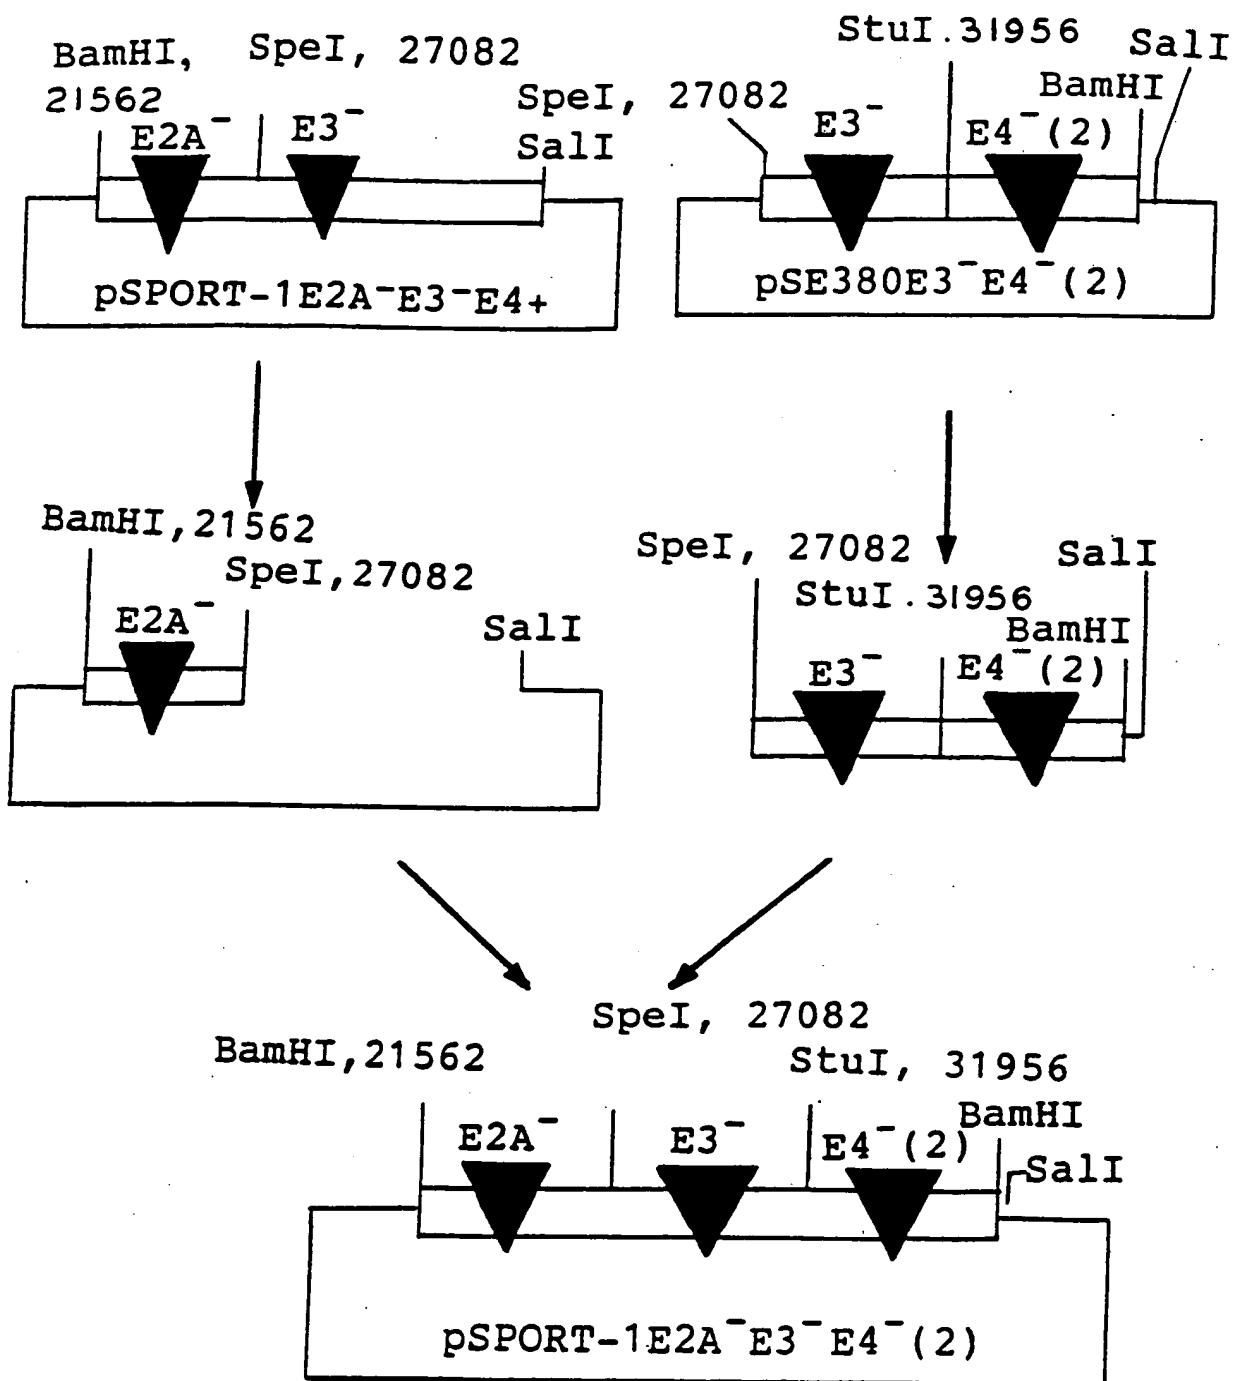 BamHI,
21562
SpeI, 27082
E2A⁻
E3⁻
SpeI,
SalI
pSPORT-1E2A⁻E3⁻E4+
SpeI, 27082
E3⁻
StuI.31956
SalI
BamHI
E4⁻(2)
pSE380E3⁻E4⁻(2)
BamHI,21562
SpeI,27082
E2A⁻
SalI
SpeI, 27082
StuI.31956
SalI
BamHI
E3⁻
E4⁻(2)
SpeI, 27082
BamHI,21562
StuI, 31956
BamHI
E2A⁻
E3⁻
E4⁻(2)
SalI
pSPORT-1E2A⁻E3⁻E4⁻(2)